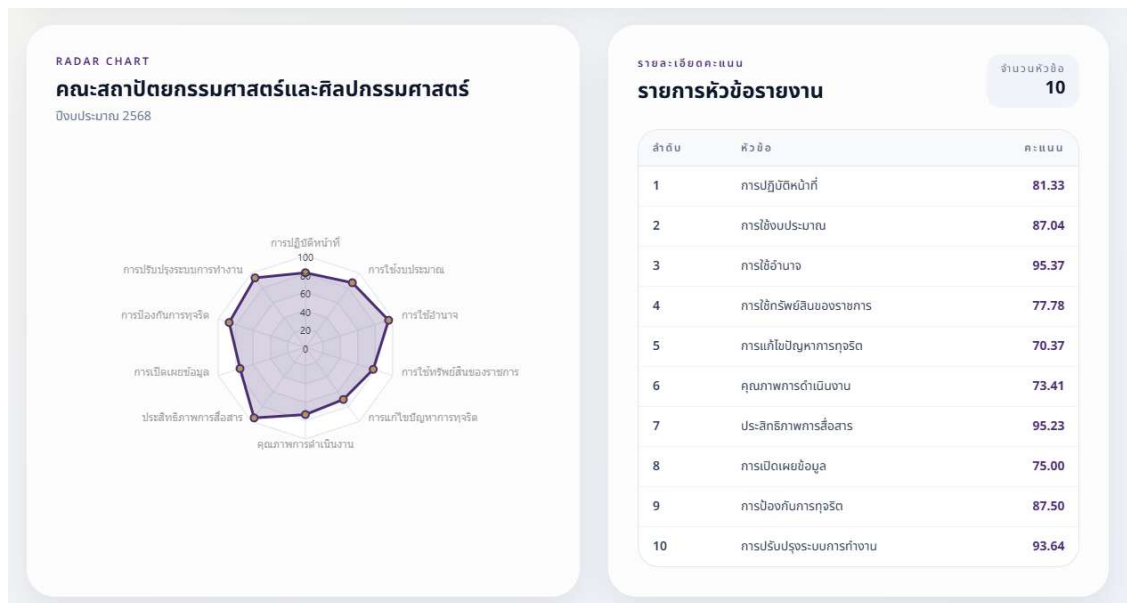 RADAR CHART
คณะสถาปัตยกรรมศาสตร์และศิลปกรรมศาสตร์
ปีงบประมาณ 2568
การปฏิบัติหน้าที่
การปรับปรุงระบบการทำงาน
การใช้งบประมาณ
การป้องกันการทุจริต
การใช้อำนาจ
การเปิดเผยข้อมูล
การใช้ทรัพย์สินของราชการ
ประสิทธิภาพการสื่อสาร
การแก้ไขปัญหาการทุจริต
คุณภาพการดำเนินงาน
100
80
60
40
20
0
รายละเอียดคะแนน
รายการหัวข้อรายงาน
จำนวนหัวข้อ
10
ลำดับ หัวข้อ คะแนน
1 การปฏิบัติหน้าที่ 81.33
2 การใช้งบประมาณ 87.04
3 การใช้อำนาจ 95.37
4 การใช้ทรัพย์สินของราชการ 77.78
5 การแก้ไขปัญหาการทุจริต 70.37
6 คุณภาพการดำเนินงาน 73.41
7 ประสิทธิภาพการสื่อสาร 95.23
8 การเปิดเผยข้อมูล 75.00
9 การป้องกันการทุจริต 87.50
10 การปรับปรุงระบบการทำงาน 93.64